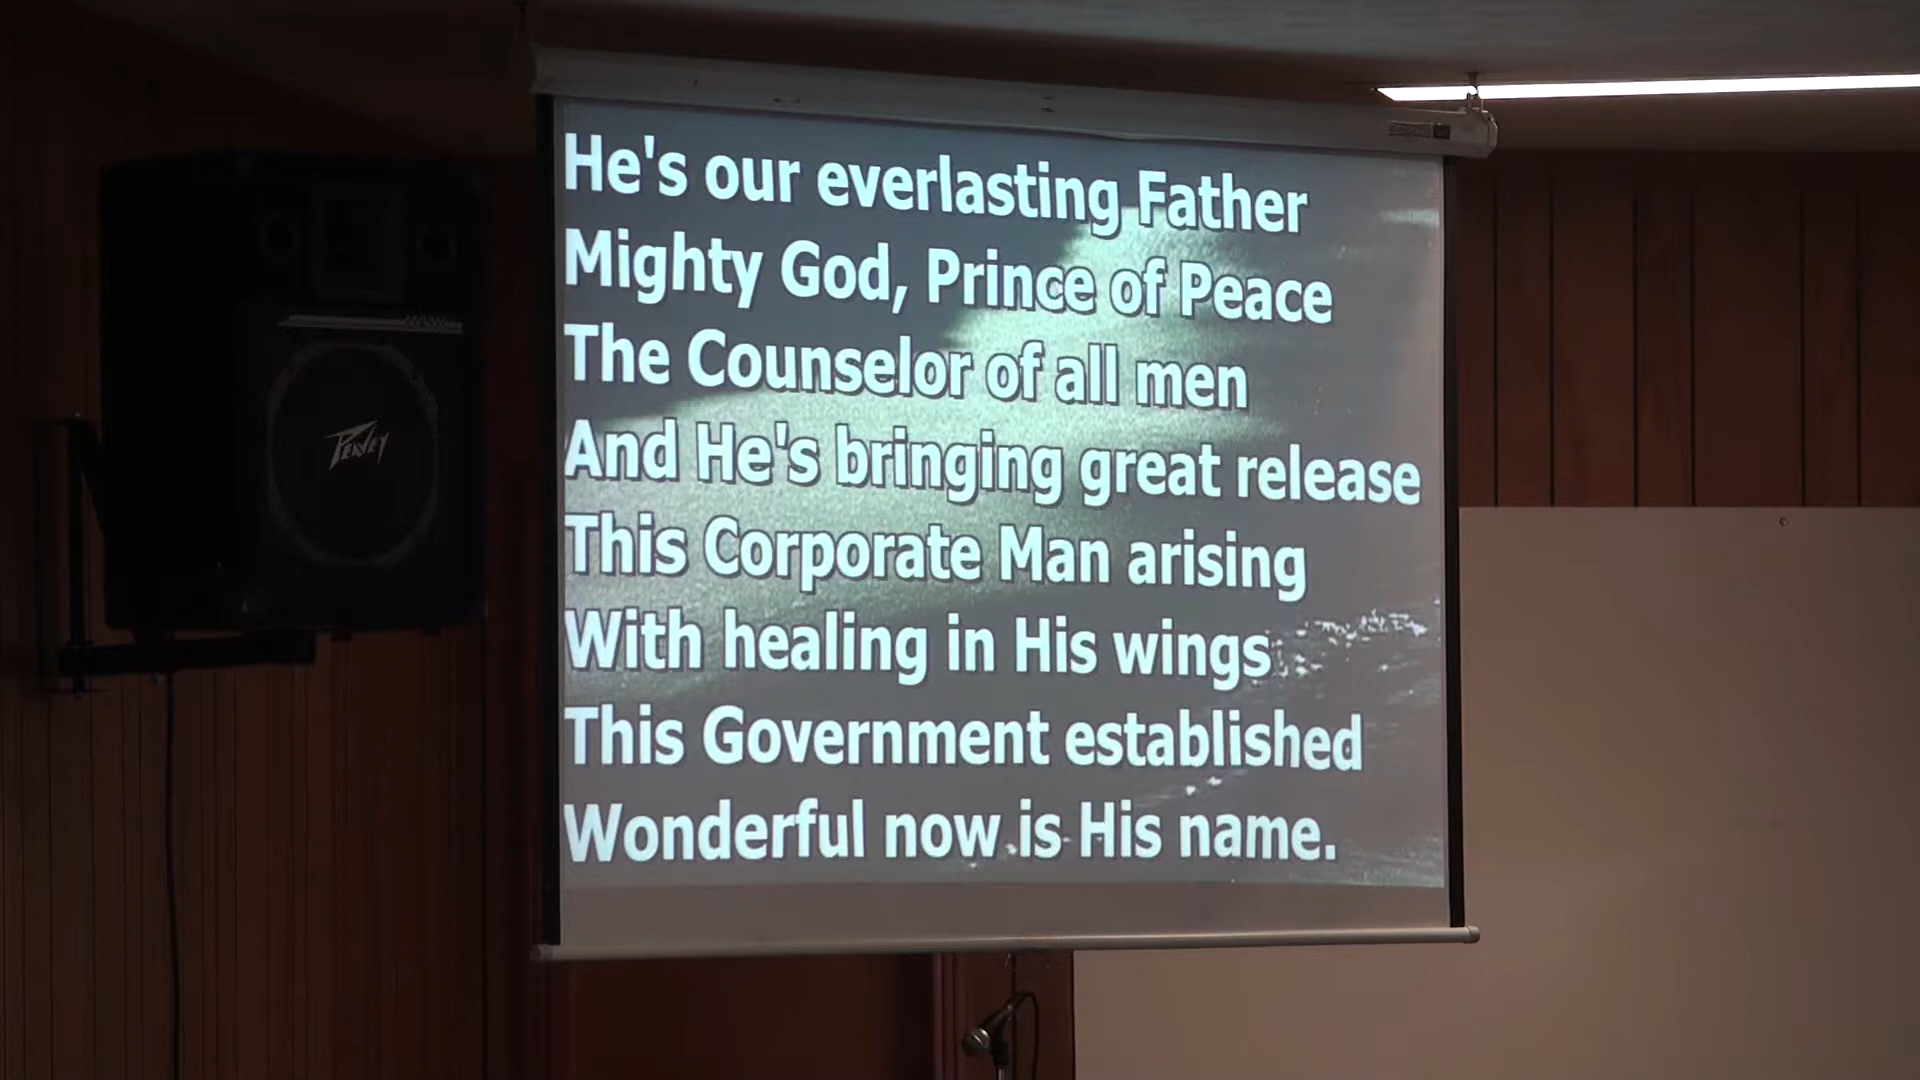 He's our everlasting Father
Mighty God, Prince of Peace
The Counselor of all men
And He's bringing great release
This Corporate Man arising
With healing in His wings
This Government established
Wonderful now is His name.
PEAVEY